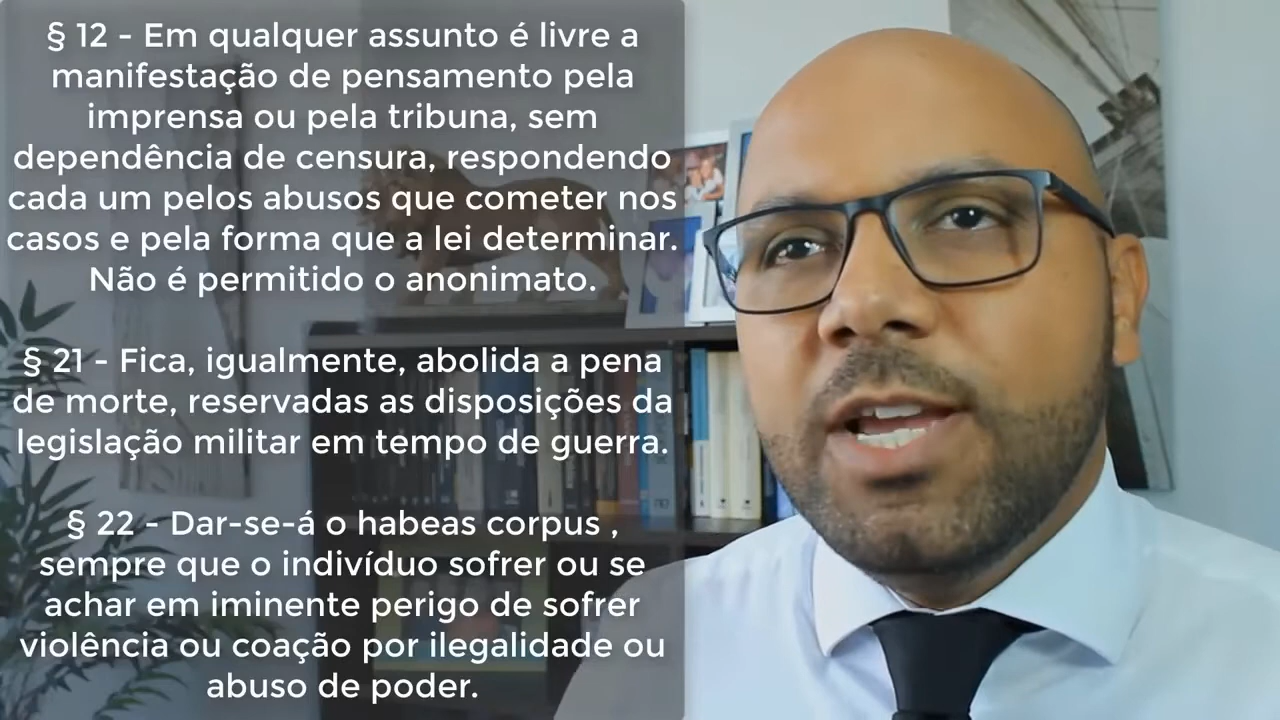 § 12 - Em qualquer assunto é livre a
manifestação de pensamento pela
imprensa ou pela tribuna, sem
dependência de censura, respondendo
cada um pelos abusos que cometer nos
casos e pela forma que a lei determinar.
Não é permitido o anonimato.
§ 21 - Fica, igualmente, abolida a pena
de morte, reservadas as disposições da
legislação militar em tempo de guerra.
§ 22 - Dar-se-á o habeas corpus ,
sempre que o indivíduo sofrer ou se
achar em iminente perigo de sofrer
violência ou coação por ilegalidade ou
abuso de poder.